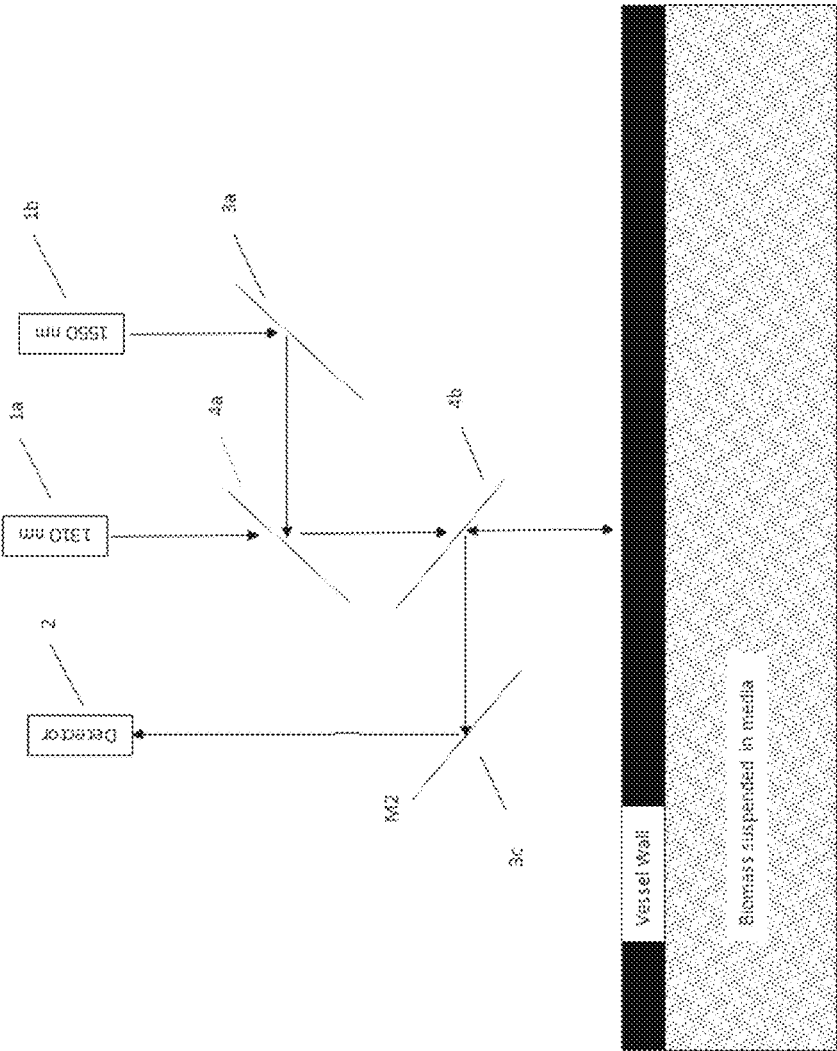 1b
3a
1550 nm
1a
4a
4b
1310 nm
2
Detector
M2
3c
Vessel Wall
Biomass suspended in media